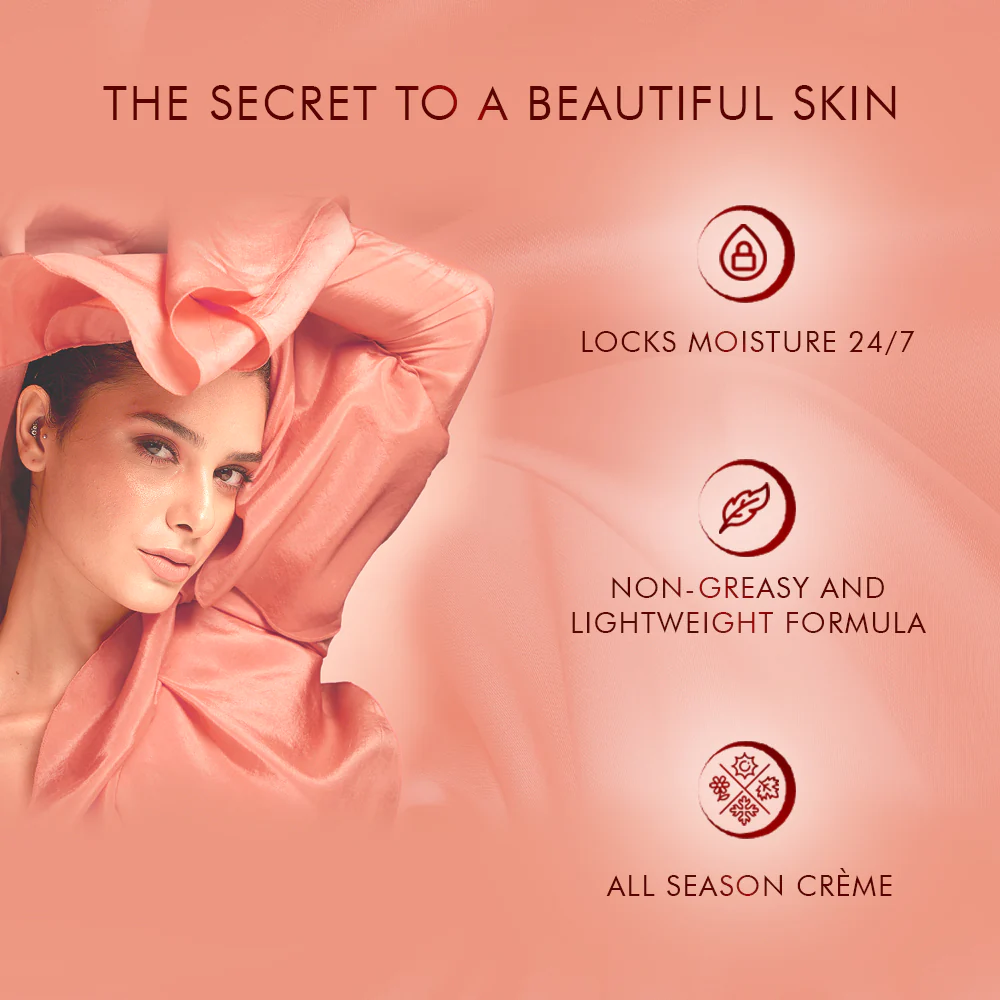 THE SECRET TO A BEAUTIFUL SKIN
LOCKS MOISTURE 24/7
NON-GREASY AND
LIGHTWEIGHT FORMULA
ALL SEASON CRÈME